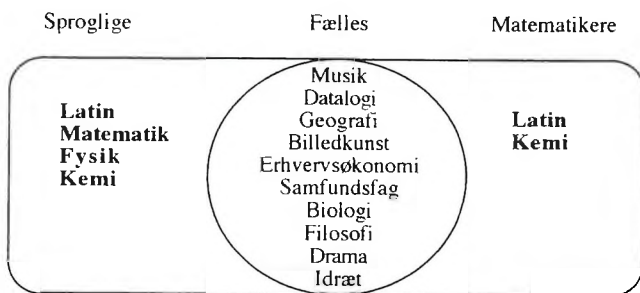 Sproglige Fælles Matematikere
Latin
Matematik
Fysik
Kemi
Musik
Datalogi
Geografi
Billedkunst
Erhvervsøkonomi
Samfundsfag
Biologi
Filosofi
Drama
Idræt
Latin
Kemi